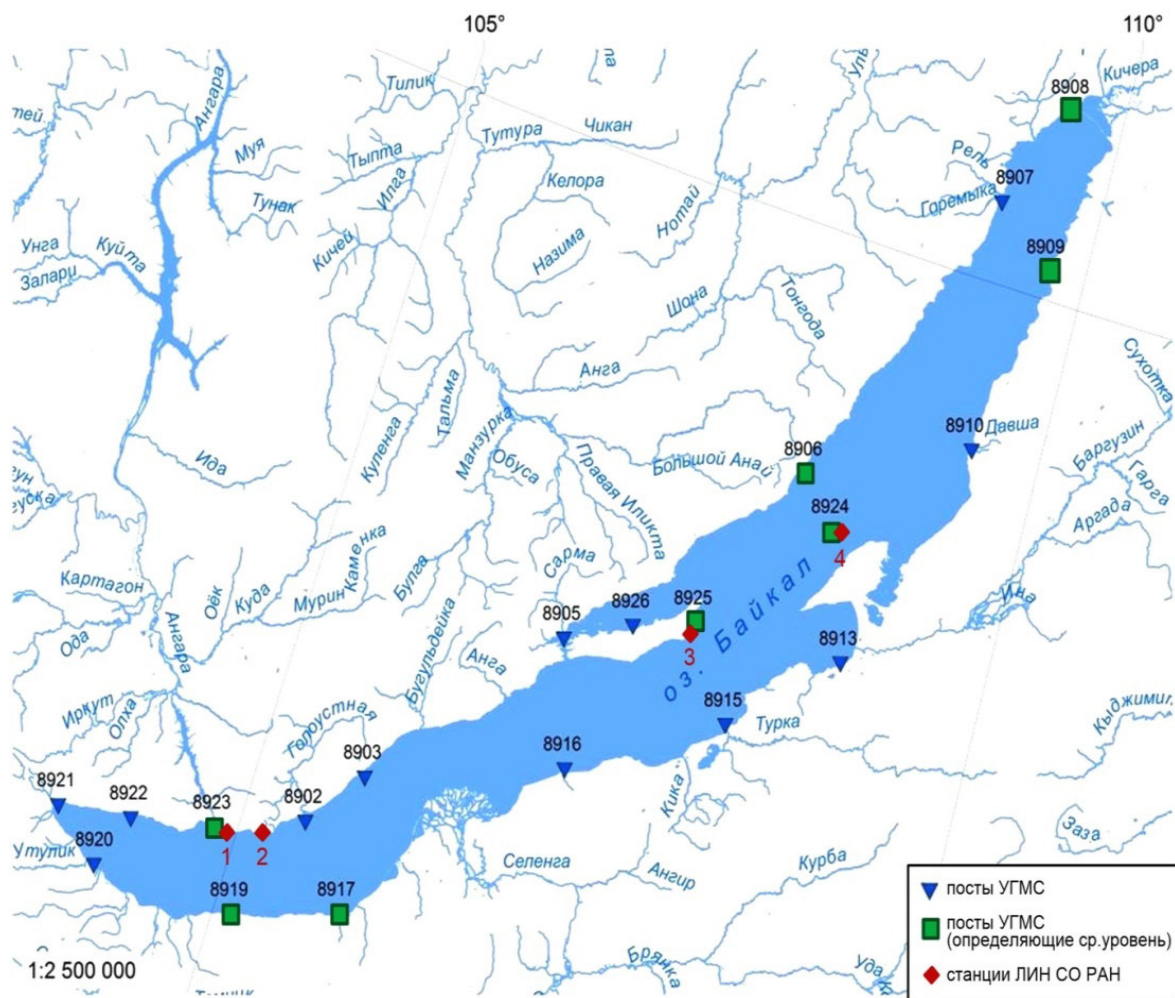 105°
110°
Тилик
Уль
Кичера
8908
тей.
Ангара
Тутура
Чикан
Муя
Тыпта
Рель
8907
Келора
Илга
Горемыка
Тунак
Нотай
Унга
Куйта
Кичей
Назима
8909
Залари
Тонгода
Шона
Сухотка
Анга
Тальма
Манзурка
8910
Давша
Куленга
8906
Баргузин
Обуса
Большой Анай
Гарга
Ида
Правая Иликта
гун
гуска
8924
Аргада
Каменка
Сарма
4
Картагон
Оёк
Куда
Булга
8926
8925
Ина
Мурин
8905
оз. Байкал
Ода
Ангара
Бугульдейка
3
8913
Анга
Иркут
Олха
8915
Голоустная
Турка
Кыджимит
8903
8916
8921
8922
8923
8902
Кика
8920
1
2
Заза
Утулик
Селенга
Курба
Ангир
8919
8917
посты УГМС
посты УГМС
(определяющие ср.уровень)
1:2 500 000
Брянка
Уда
станции ЛИН СО РАН